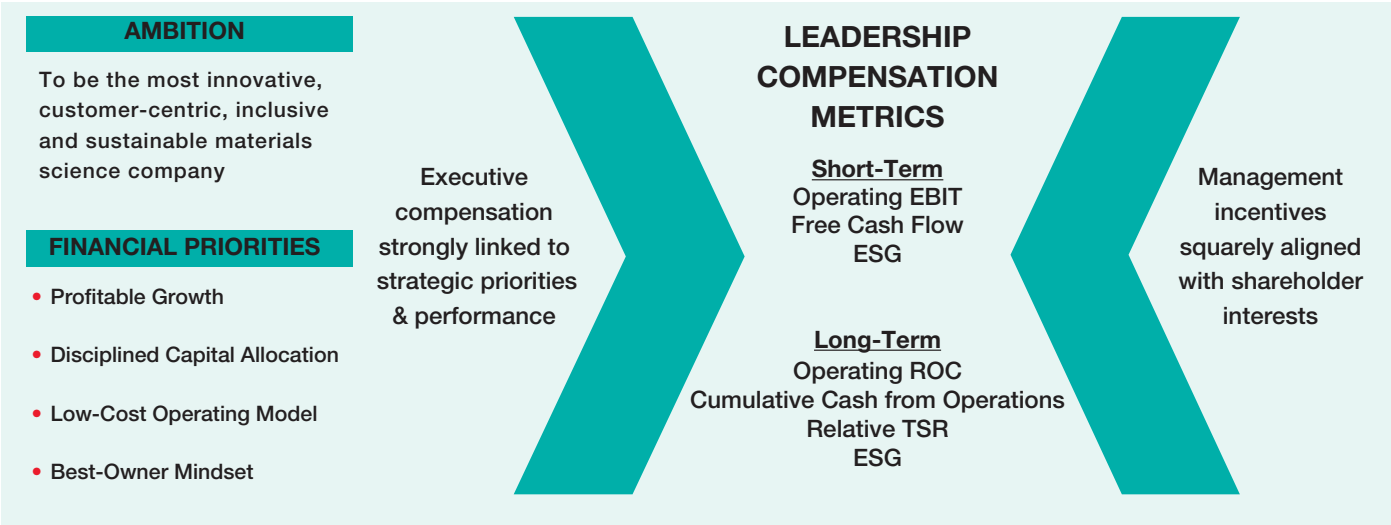 AMBITION
To be the most innovative,
customer-centric, inclusive
and sustainable materials
science company
FINANCIAL PRIORITIES
• Profitable Growth
• Disciplined Capital Allocation
• Low-Cost Operating Model
• Best-Owner Mindset
Executive
compensation
strongly linked to
strategic priorities
& performance
LEADERSHIP
COMPENSATION
METRICS
Short-Term
Operating EBIT
Free Cash Flow
ESG
Long-Term
Operating ROC
Cumulative Cash from Operations
Relative TSR
ESG
Management
incentives
squarely aligned
with shareholder
interests